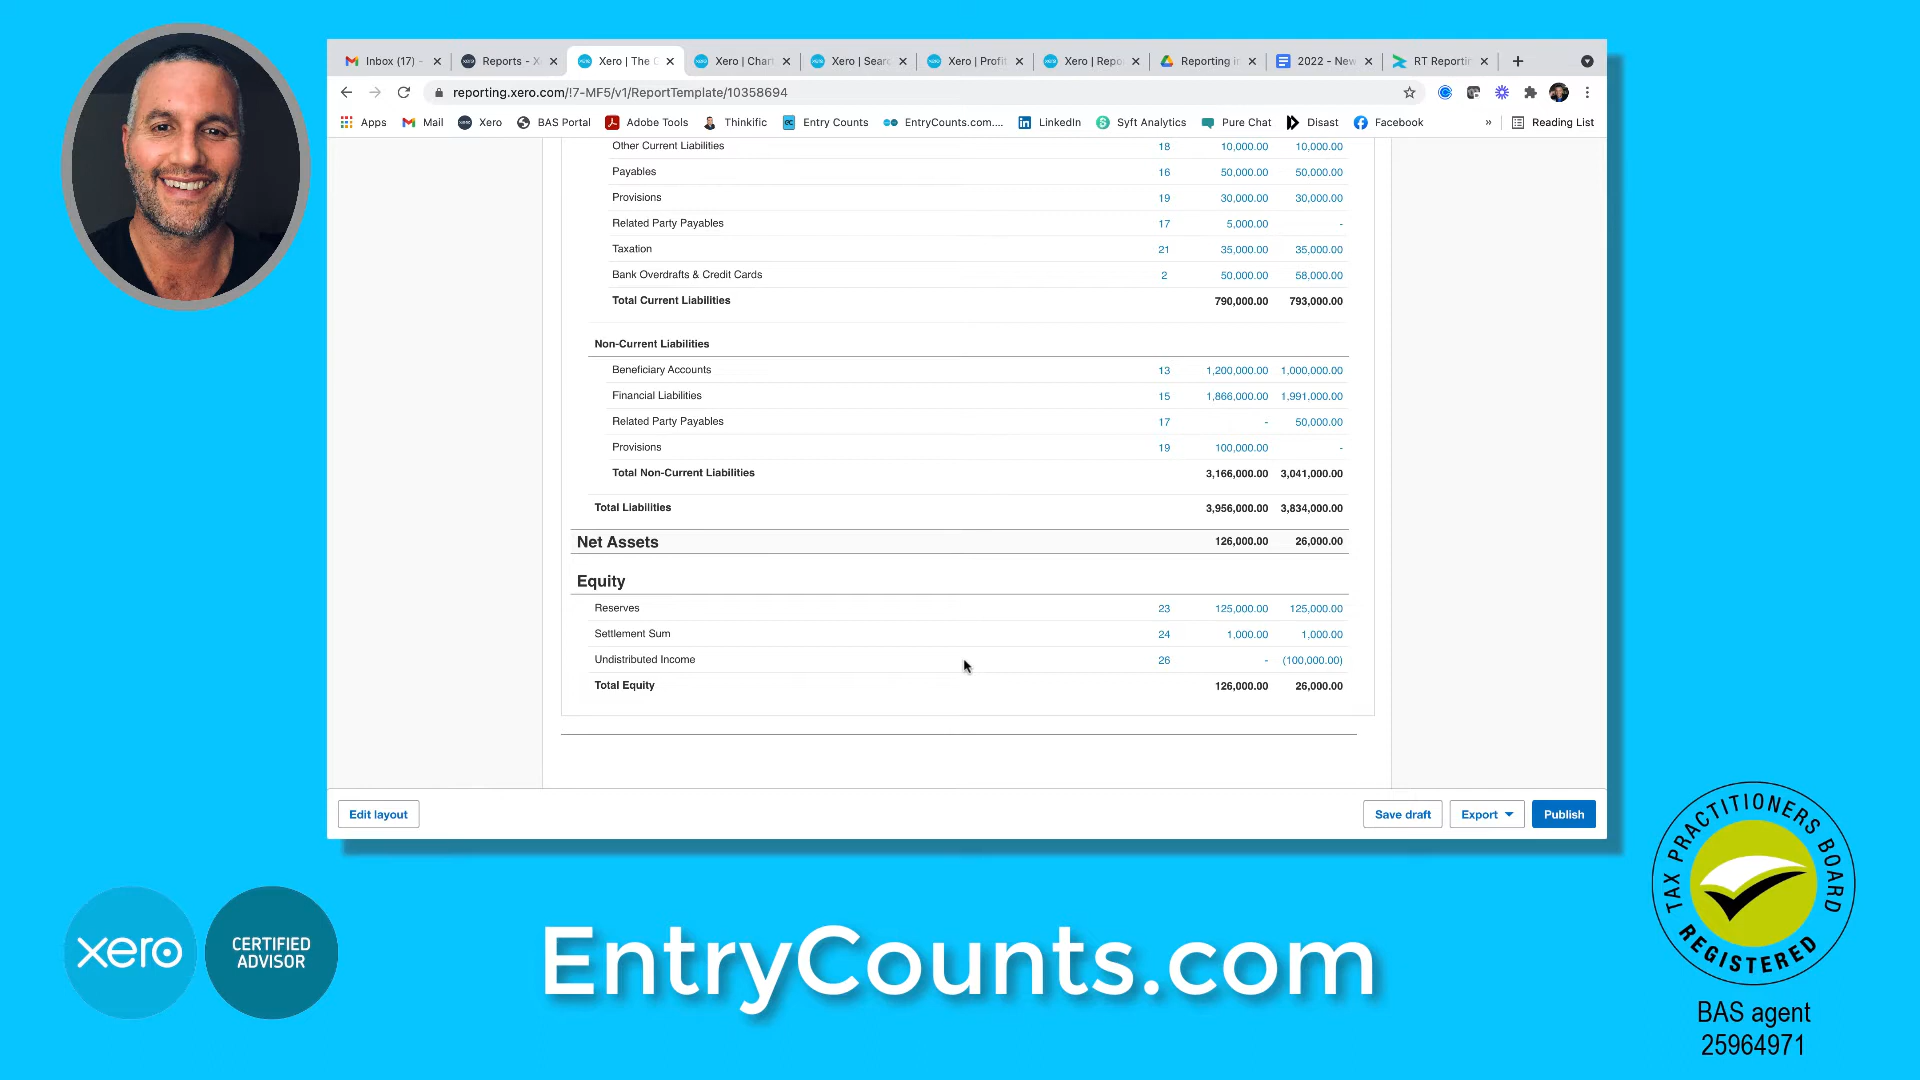 Inbox (17) -
Reports - X
Xero | The C
Xero | Char
Xero | Sear
Xero | Profit
Xero | Repo
Reporting i
2022 - New
RT Reportin
reporting.xero.com/!7-MF5/v1/ReportTemplate/10358694
Apps
Mail
Xero
BAS Portal
Adobe Tools
Thinkific
Entry Counts
EntryCounts.com....
LinkedIn
Syft Analytics
Pure Chat
Disast
Facebook
»
Reading List
Other Current Liabilities 18 10,000.00 10,000.00
Payables 16 50,000.00 50,000.00
Provisions 19 30,000.00 30,000.00
Related Party Payables 17 5,000.00 -
Taxation 21 35,000.00 35,000.00
Bank Overdrafts & Credit Cards 2 50,000.00 58,000.00
Total Current Liabilities 790,000.00 793,000.00
Non-Current Liabilities
Beneficiary Accounts 13 1,200,000.00 1,000,000.00
Financial Liabilities 15 1,866,000.00 1,991,000.00
Related Party Payables 17 - 50,000.00
Provisions 19 100,000.00 -
Total Non-Current Liabilities 3,166,000.00 3,041,000.00
Total Liabilities 3,956,000.00 3,834,000.00
Net Assets 126,000.00 26,000.00
Equity
Reserves 23 125,000.00 125,000.00
Settlement Sum 24 1,000.00 1,000.00
Undistributed Income 26 - (100,000.00)
Total Equity 126,000.00 26,000.00
Edit layout
Save draft
Export
Publish
xero
CERTIFIED
ADVISOR
EntryCounts.com
TAX PRACTITIONERS BOARD
REGISTERED
BAS agent
25964971